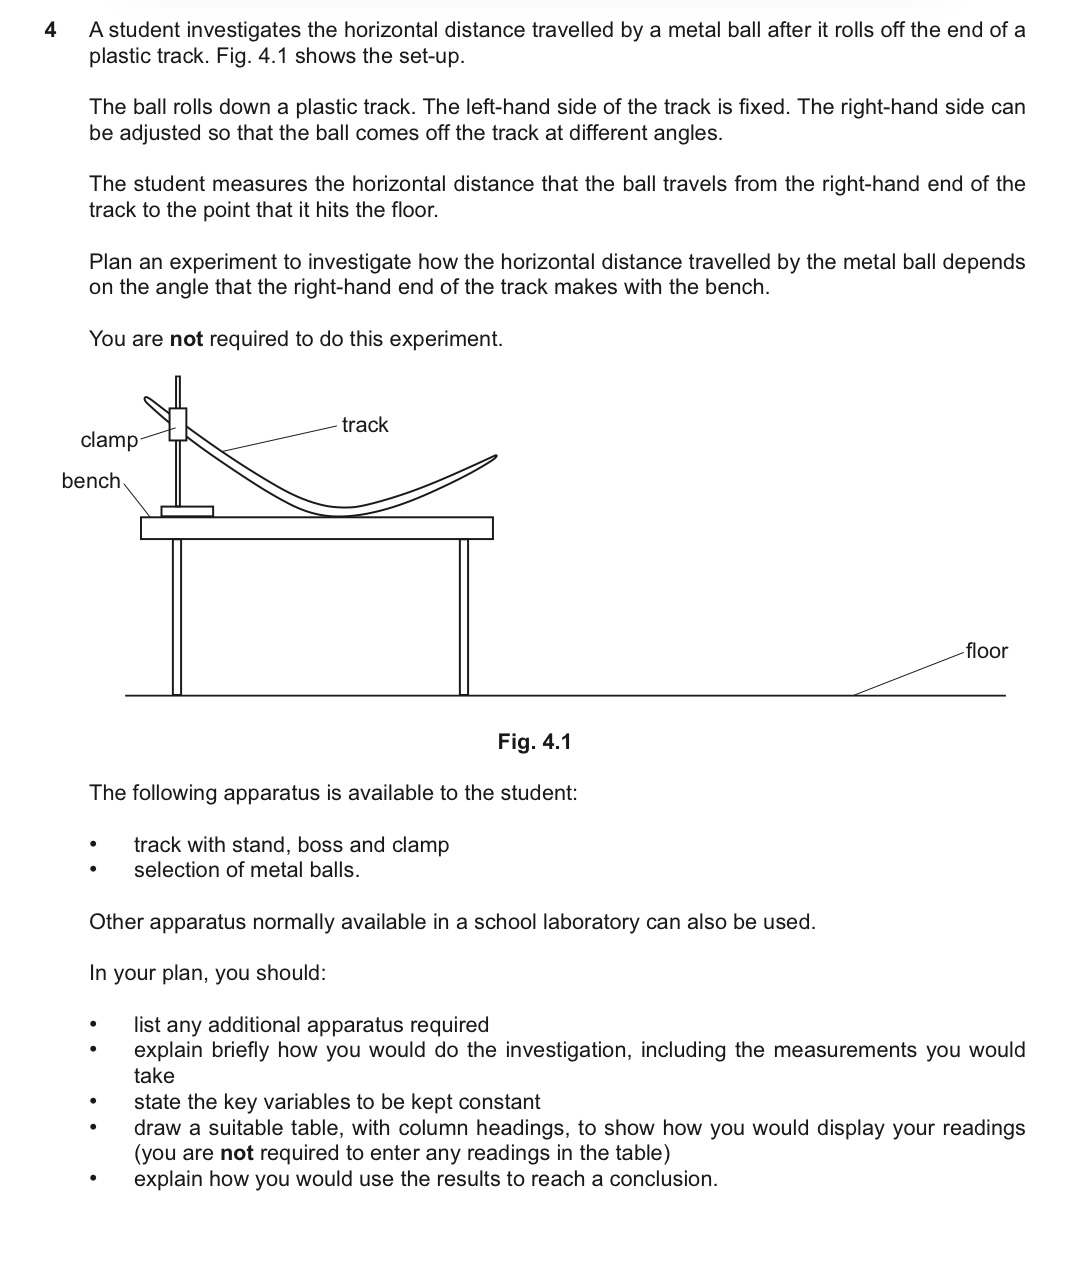 4 A student investigates the horizontal distance travelled by a metal ball after it rolls off the end of a
plastic track. Fig. 4.1 shows the set-up.
The ball rolls down a plastic track. The left-hand side of the track is fixed. The right-hand side can
be adjusted so that the ball comes off the track at different angles.
The student measures the horizontal distance that the ball travels from the right-hand end of the
track to the point that it hits the floor.
Plan an experiment to investigate how the horizontal distance travelled by the metal ball depends
on the angle that the right-hand end of the track makes with the bench.
You are not required to do this experiment.
track
clamp
bench
floor
Fig. 4.1
The following apparatus is available to the student:
• track with stand, boss and clamp
• selection of metal balls.
Other apparatus normally available in a school laboratory can also be used.
In your plan, you should:
• list any additional apparatus required
• explain briefly how you would do the investigation, including the measurements you would
take
• state the key variables to be kept constant
• draw a suitable table, with column headings, to show how you would display your readings
(you are not required to enter any readings in the table)
• explain how you would use the results to reach a conclusion.